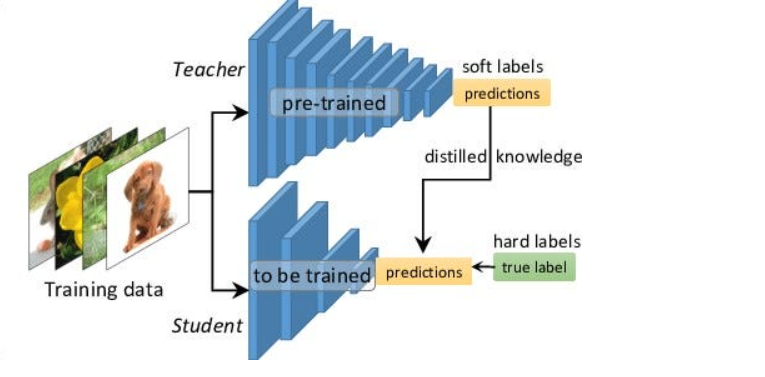 Teacher
pre-trained
soft labels
predictions
distilled knowledge
Training data
to be trained
predictions
hard labels
true label
Student